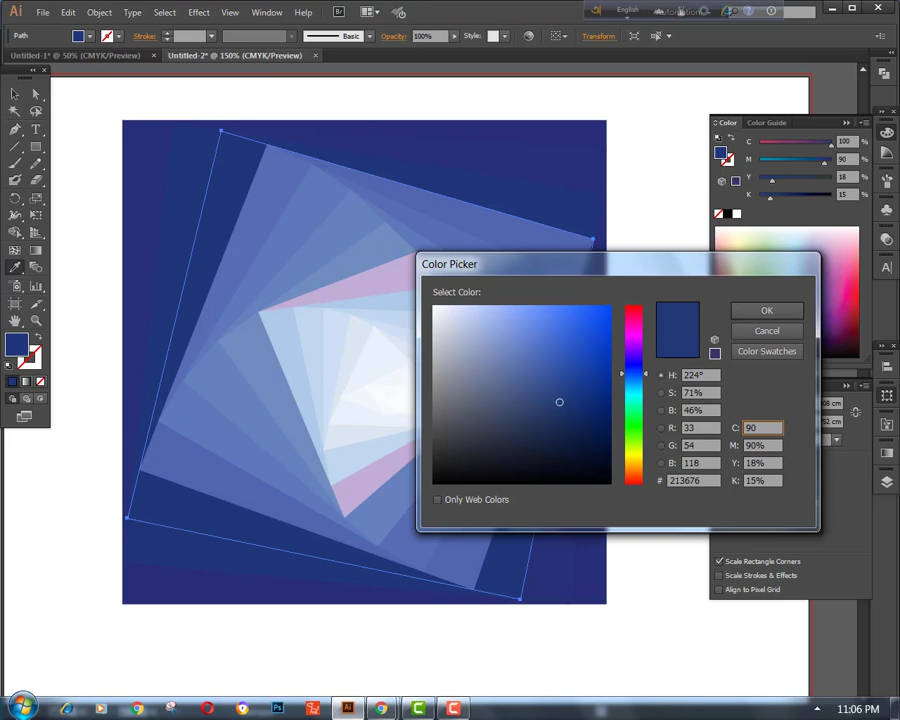 Ai File Edit Object Type Select Effect View Window Help Br English
Path Stroke: Basic Opacity: 100% Style: Transform
Untitled-1* @ 50% (CMYK/Preview) × Untitled-2* @ 150% (CMYK/Preview) ×
Color Color Guide
C 100 %
M 90 %
Y 18 %
K 15 %
Color Picker
Select Color:
OK
Cancel
Color Swatches
H: 224°
S: 71%
B: 46%
R: 33 C: 90
G: 54 M: 90%
B: 118 Y: 18%
# 213676 K: 15%
Only Web Colors
Scale Rectangle Corners
Scale Strokes & Effects
Align to Pixel Grid
Ps Ai 11:06 PM